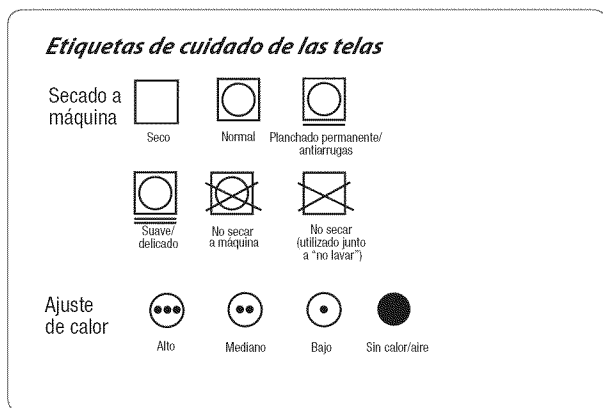 Etiquetas de cuidado de las telas
Secado a
máquina
Seco
Normal
Planchado permanente/
antiarrugas
Suave/
delicado
No secar
a máquina
No secar
(utilizado junto
a “no lavar”)
Ajuste
de calor
Alto
Mediano
Bajo
Sin calor/aire